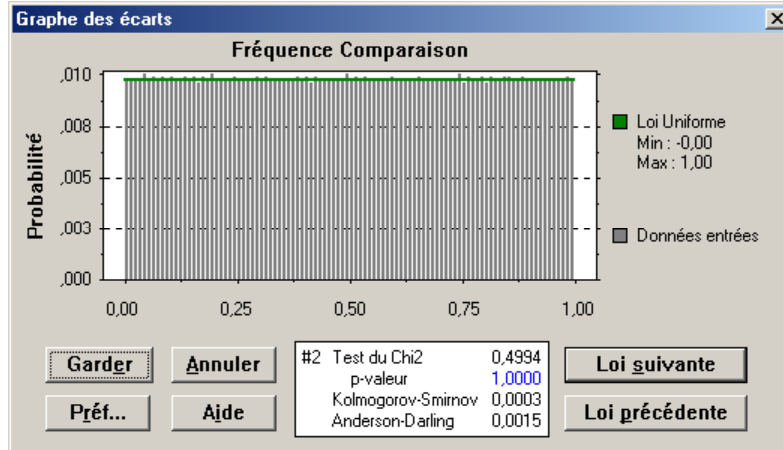 Graphe des écarts
Fréquence Comparaison
Probabilité
,010
,008
,005
,003
,000
0,00 0,25 0,50 0,75 1,00
Loi Uniforme
Min : -0,00
Max : 1,00
Données entrées
Garder Annuler
Préf... Aide
#2 Test du Chi2 0,4994
p-valeur 1,0000
Kolmogorov-Smirnov 0,0003
Anderson-Darling 0,0015
Loi suivante
Loi précédente